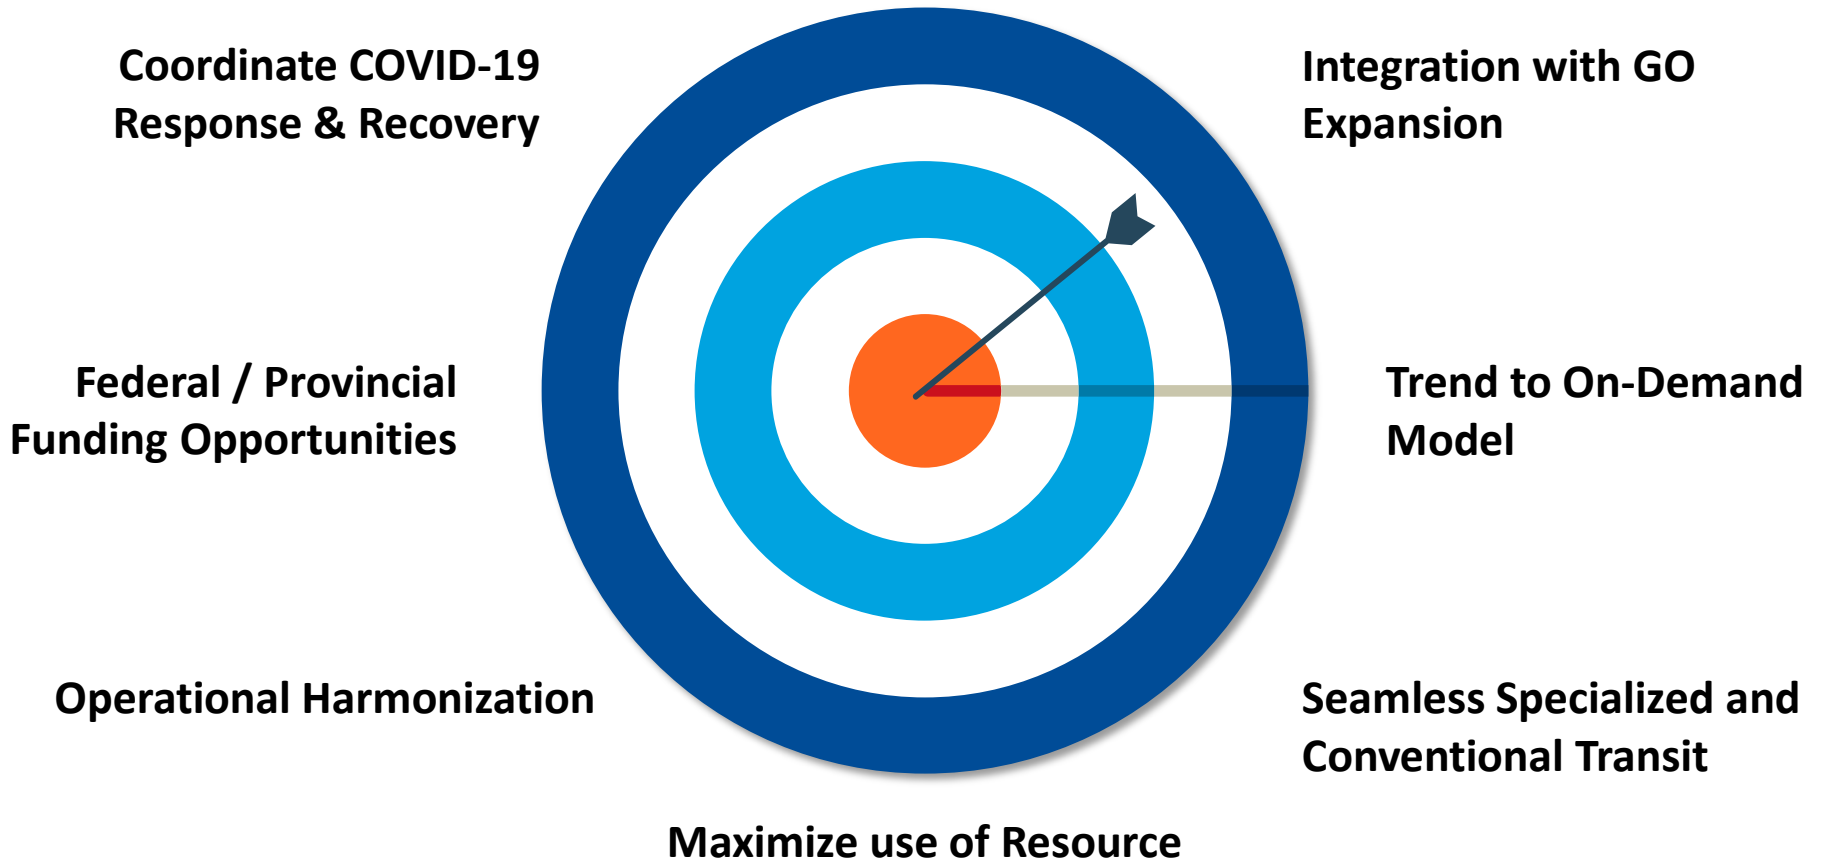 Coordinate COVID-19
Response & Recovery
Integration with GO
Expansion
Federal / Provincial
Funding Opportunities
Trend to On-Demand
Model
Operational Harmonization
Seamless Specialized and
Conventional Transit
Maximize use of Resource